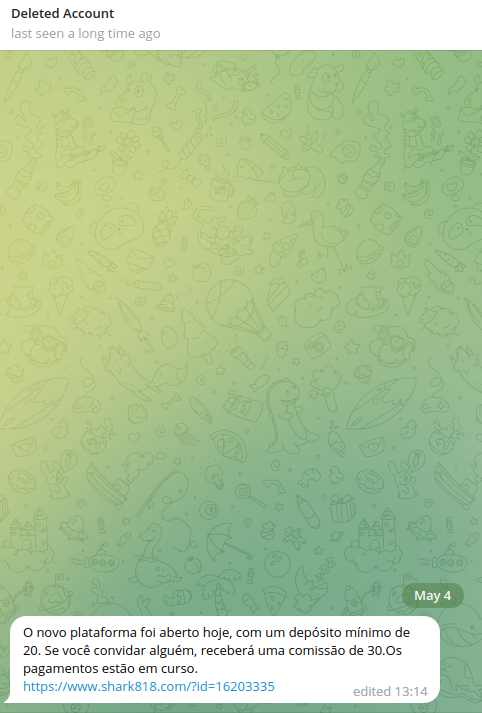 Deleted Account
last seen a long time ago
May 4
O novo plataforma foi aberto hoje, com um depósito mínimo de
20. Se você convidar alguém, receberá uma comissão de 30.Os
pagamentos estão em curso.
https://www.shark818.com/?id=16203335
edited 13:14